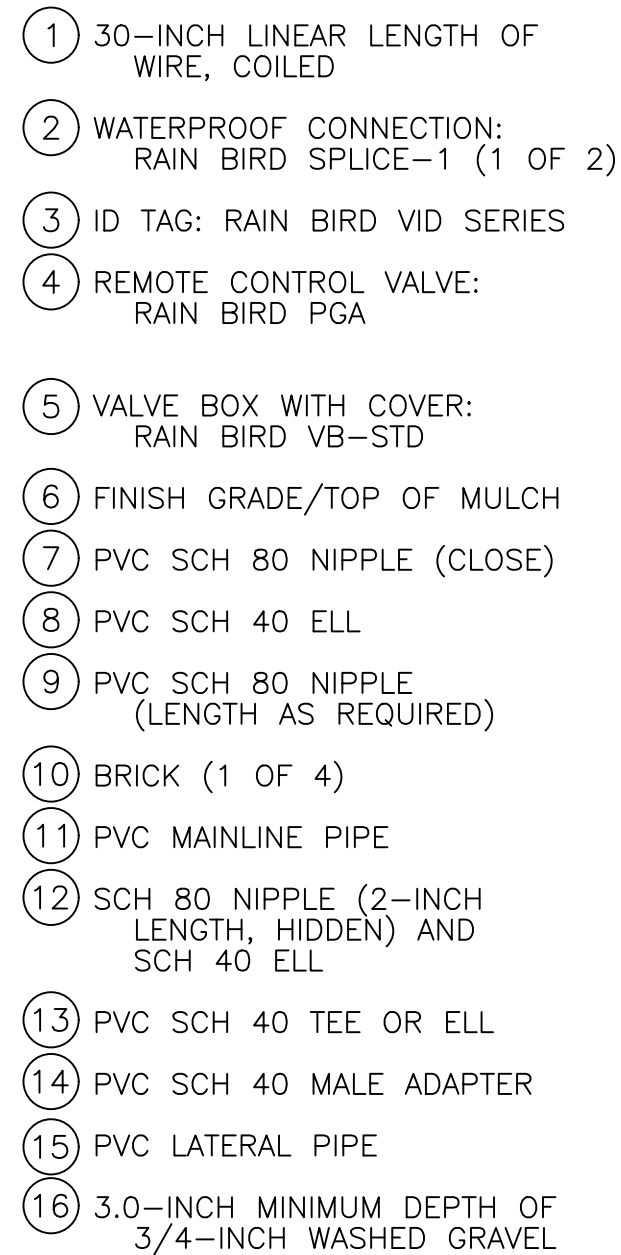 1 30-INCH LINEAR LENGTH OF
WIRE, COILED
2 WATERPROOF CONNECTION:
RAIN BIRD SPLICE-1 (1 OF 2)
3 ID TAG: RAIN BIRD VID SERIES
4 REMOTE CONTROL VALVE:
RAIN BIRD PGA
5 VALVE BOX WITH COVER:
RAIN BIRD VB-STD
6 FINISH GRADE/TOP OF MULCH
7 PVC SCH 80 NIPPLE (CLOSE)
8 PVC SCH 40 ELL
9 PVC SCH 80 NIPPLE
(LENGTH AS REQUIRED)
10 BRICK (1 OF 4)
11 PVC MAINLINE PIPE
12 SCH 80 NIPPLE (2-INCH
LENGTH, HIDDEN) AND
SCH 40 ELL
13 PVC SCH 40 TEE OR ELL
14 PVC SCH 40 MALE ADAPTER
15 PVC LATERAL PIPE
16 3.0-INCH MINIMUM DEPTH OF
3/4-INCH WASHED GRAVEL